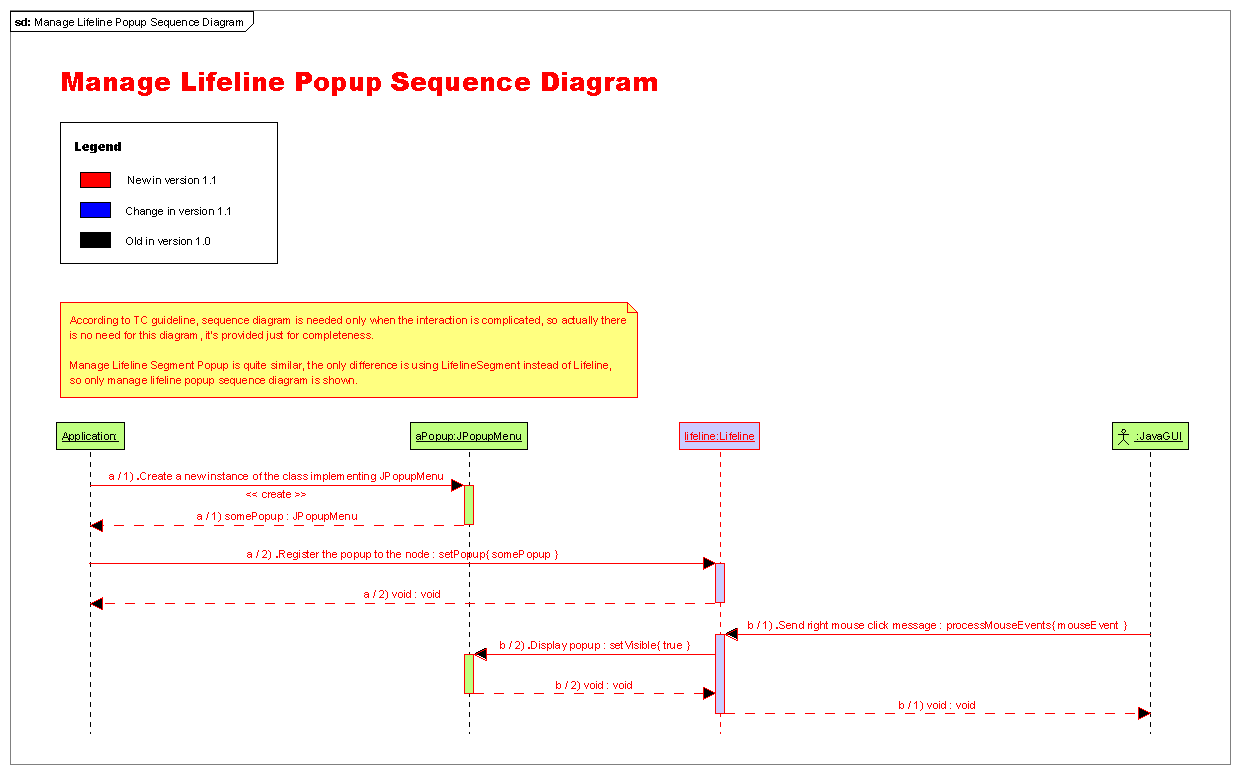 sd: Manage Lifeline Popup Sequence Diagram
Manage Lifeline Popup Sequence Diagram
Legend
New in version 1.1
Change in version 1.1
Old in version 1.0
According to TC guideline, sequence diagram is needed only when the interaction is complicated, so actually there
is no need for this diagram, it's provided just for completeness.
Manage Lifeline Segment Popup is quite similar, the only difference is using LifelineSegment instead of Lifeline,
so only manage lifeline popup sequence diagram is shown.
Application:
aPopup:JPopupMenu
lifeline:Lifeline
:JavaGUI
a / 1) .Create a new instance of the class implementing JPopupMenu
<< create >>
a / 1) somePopup : JPopupMenu
a / 2) .Register the popup to the node : setPopup{ somePopup }
a / 2) void : void
b / 1) .Send right mouse click message : processMouseEvents{ mouseEvent }
b / 2) .Display popup : setVisible{ true }
b / 2) void : void
b / 1) void : void